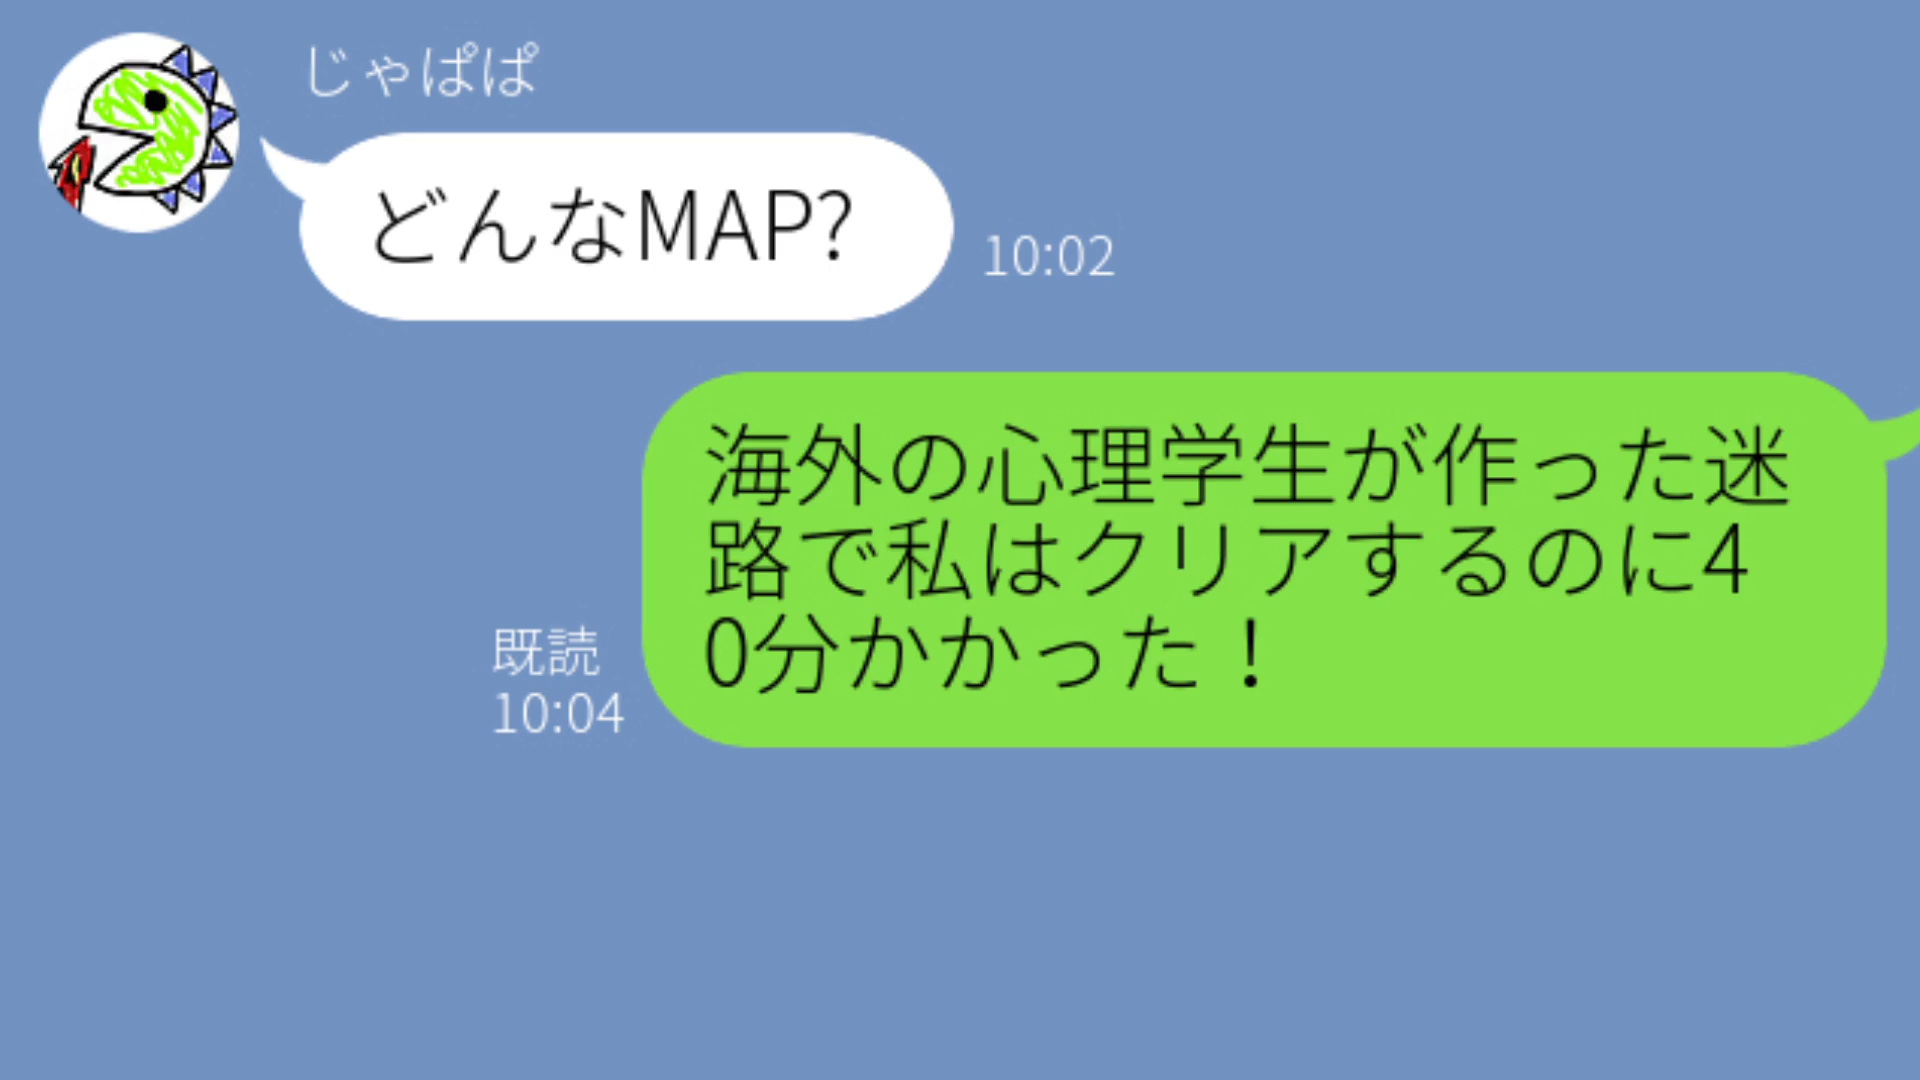 じゃぱぱ
どんなMAP?
10:02
海外の心理学生が作った迷
路で私はクリアするのに4
0分かかった！
既読
10:04